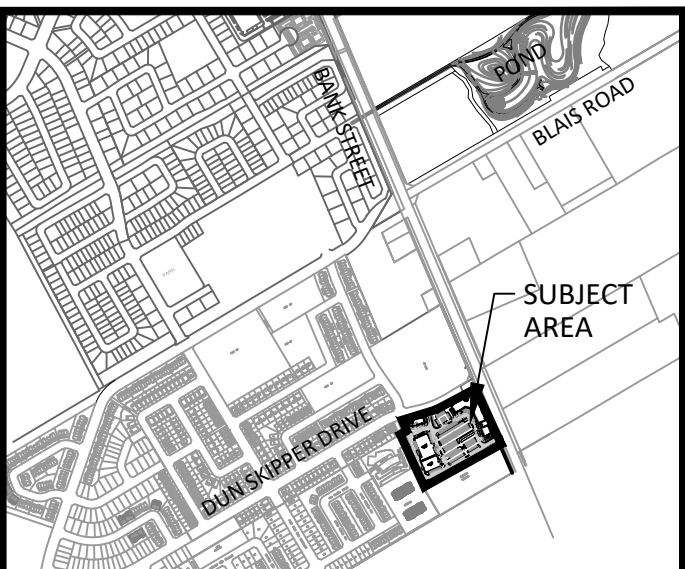 POND
BANK STREET
BLAIS ROAD
PARK
SUBJECT
AREA
DUN SKIPPER DRIVE